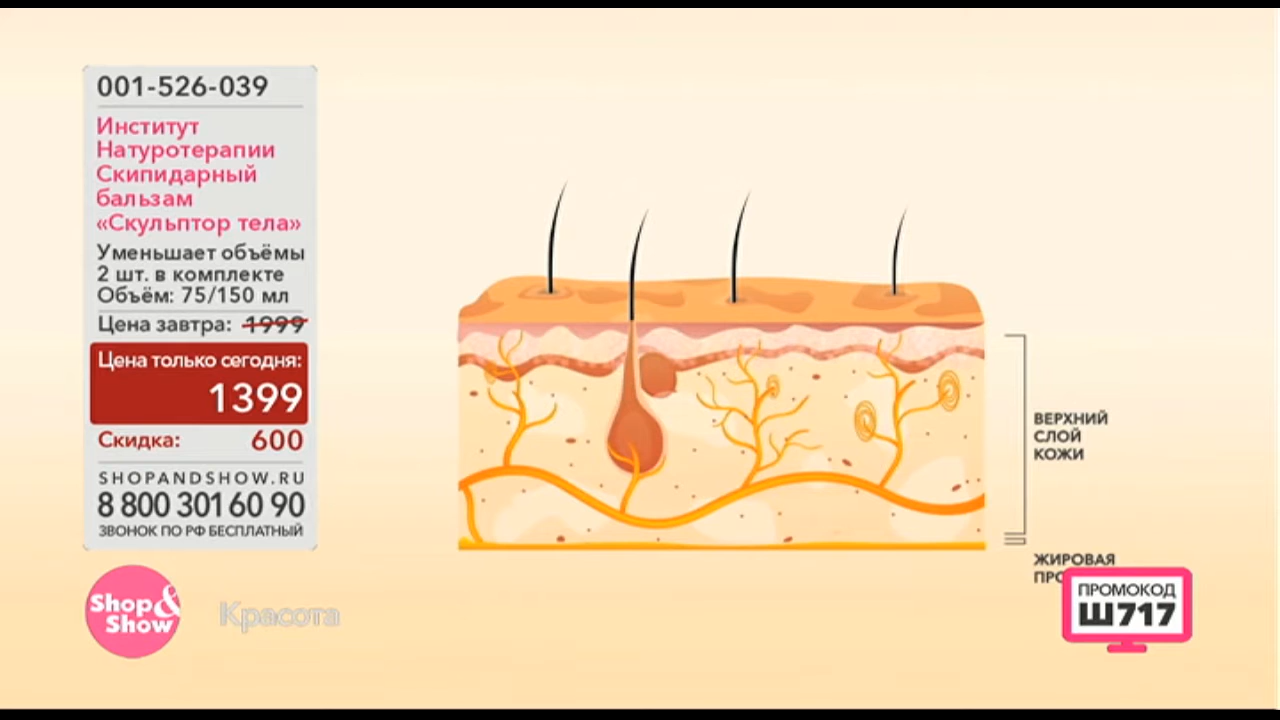 001-526-039
Институт
Натуротерапии
Скипидарный
бальзам
«Скульптор тела»
Уменьшает объёмы
2 шт. в комплекте
Объём: 75/150 мл
Цена завтра: 1999
Цена только сегодня:
1399
Скидка: 600
SHOPANDSHOW.RU
8 800 301 60 90
ЗВОНОК ПО РФ БЕСПЛАТНЫЙ
Shop&
Show
Красота
ВЕРХНИЙ
СЛОЙ
КОЖИ
ЖИРОВАЯ
ПРОМОКОД
Ш717